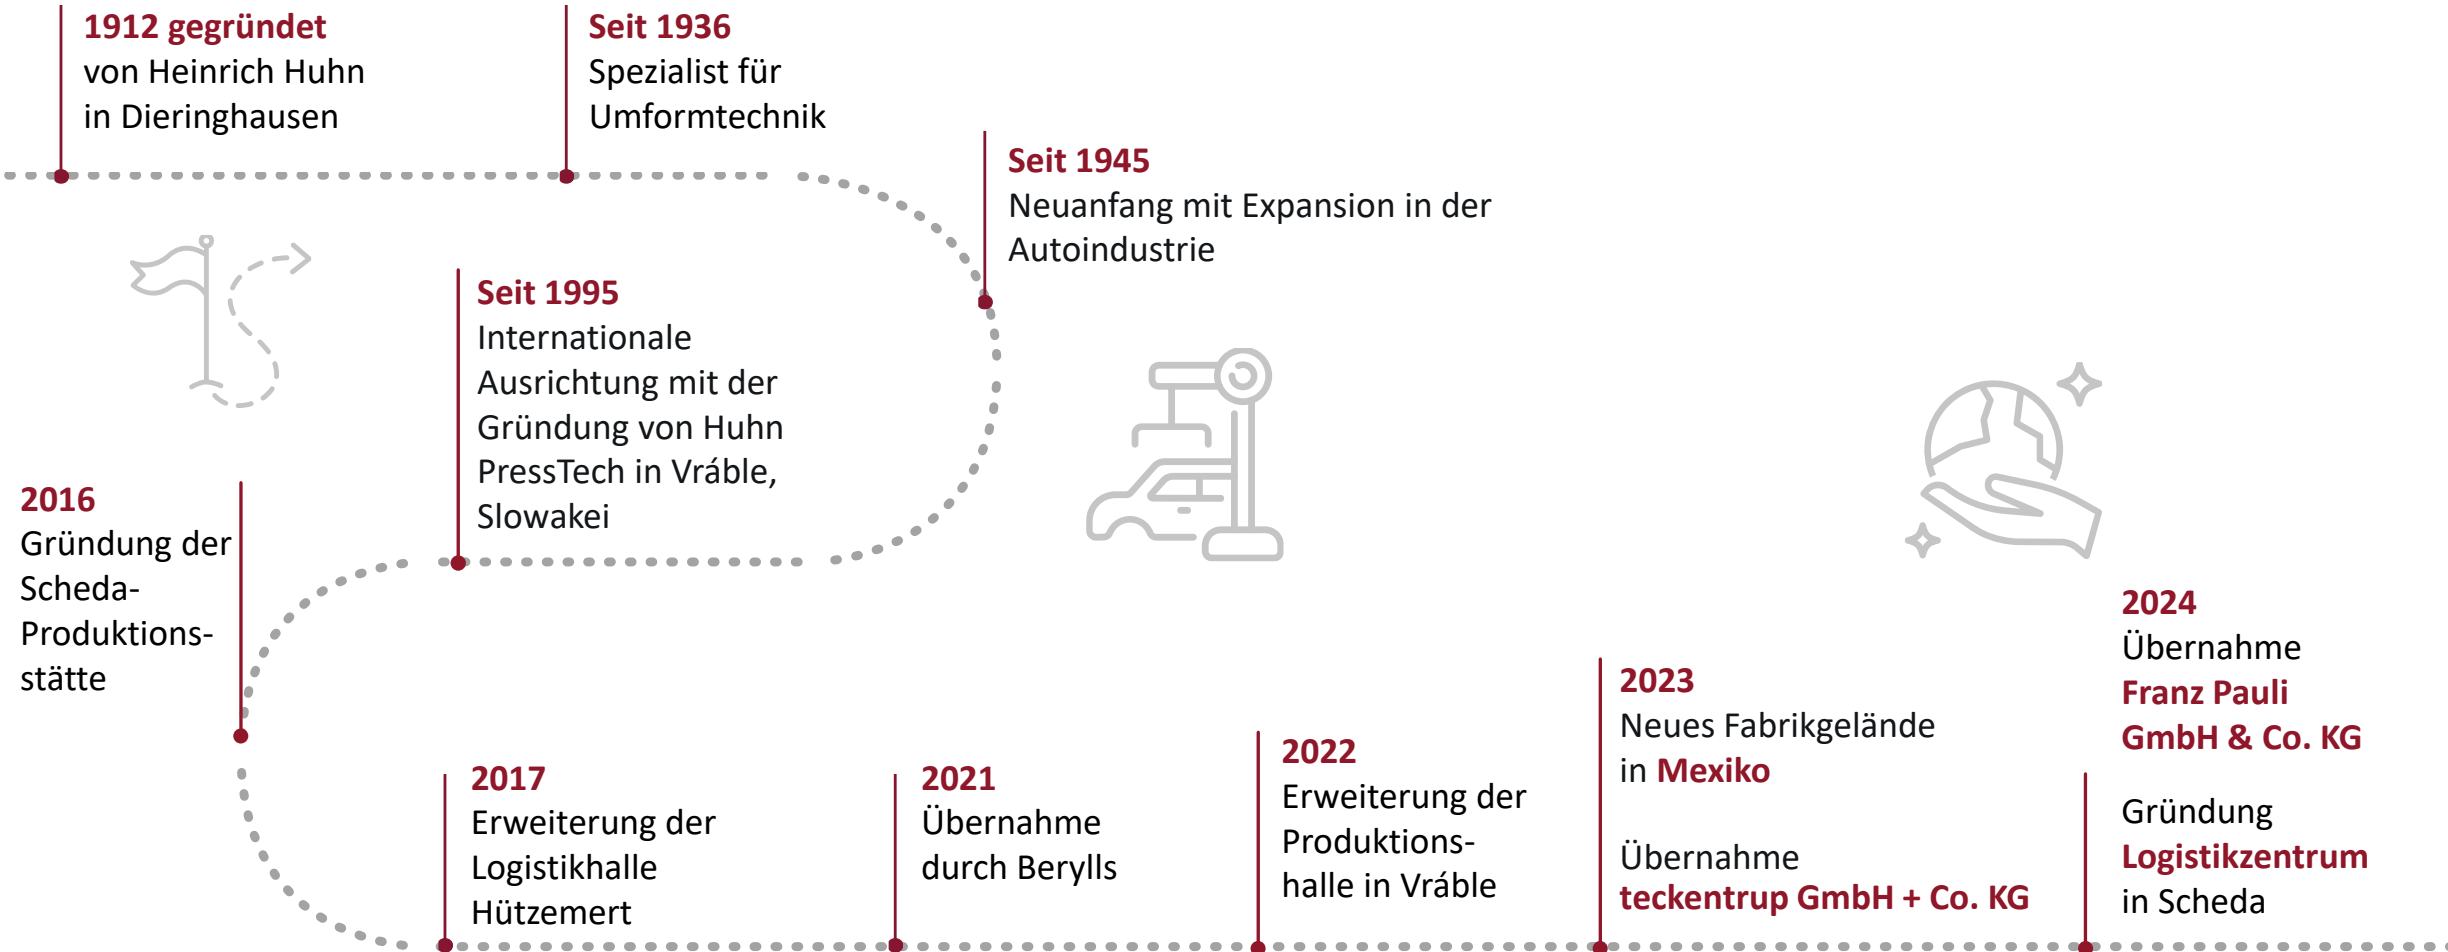 1912 gegründet
von Heinrich Huhn
in Dieringhausen
Seit 1936
Spezialist für
Umformtechnik
Seit 1945
Neuanfang mit Expansion in der
Autoindustrie
Seit 1995
Internationale
Ausrichtung mit der
Gründung von Huhn
PressTech in Vráble,
Slowakei
2016
Gründung der
Scheda-
Produktions-
stätte
2017
Erweiterung der
Logistikhalle
Hützemert
2021
Übernahme
durch Berylls
2022
Erweiterung der
Produktions-
halle in Vráble
2023
Neues Fabrikgelände
in Mexiko
Übernahme
teckentrup GmbH + Co. KG
2024
Übernahme
Franz Pauli
GmbH & Co. KG
Gründung
Logistikzentrum
in Scheda